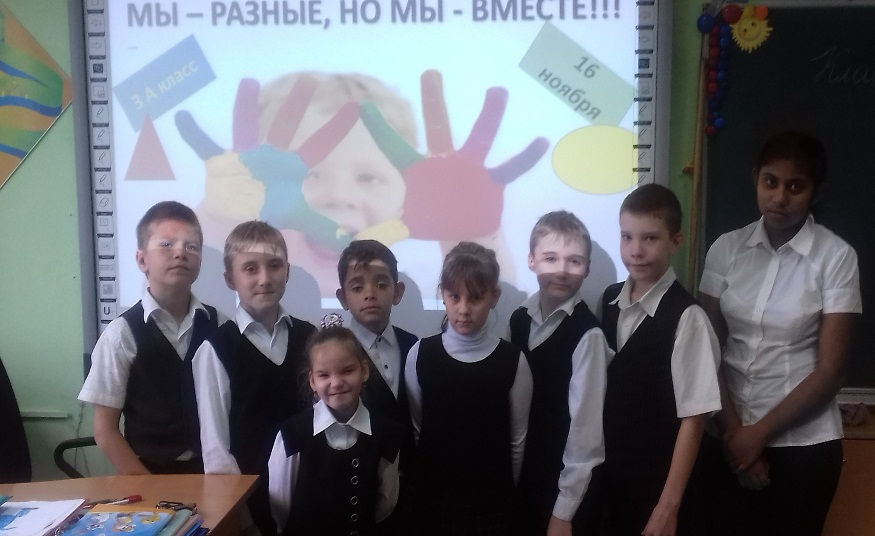 МЫ – РАЗНЫЕ, НО МЫ - ВМЕСТЕ!!!
3 А класс
16
ноября